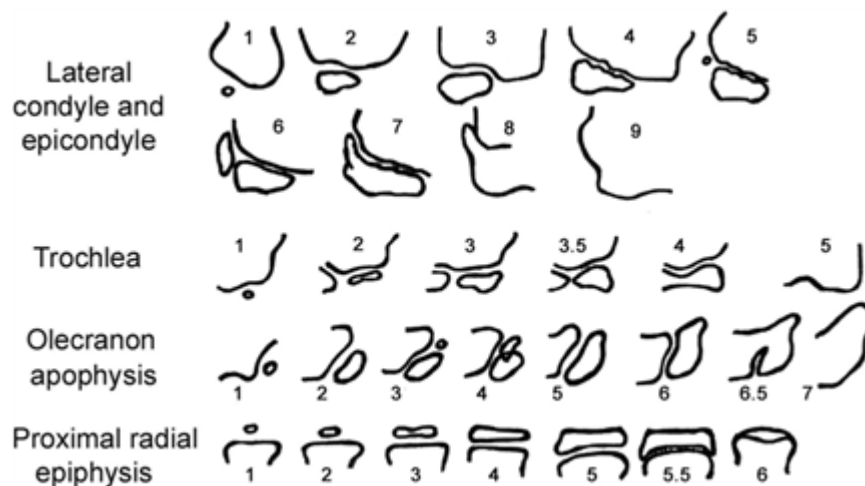 1 2 3 4 5
Lateral
condyle and
epicondyle
6 7 8 9
Trochlea
1 2 3 3.5 4 5
Olecranon
apophysis
1 2 3 4 5 6 6.5 7
Proximal radial
epiphysis
1 2 3 4 5 5.5 6